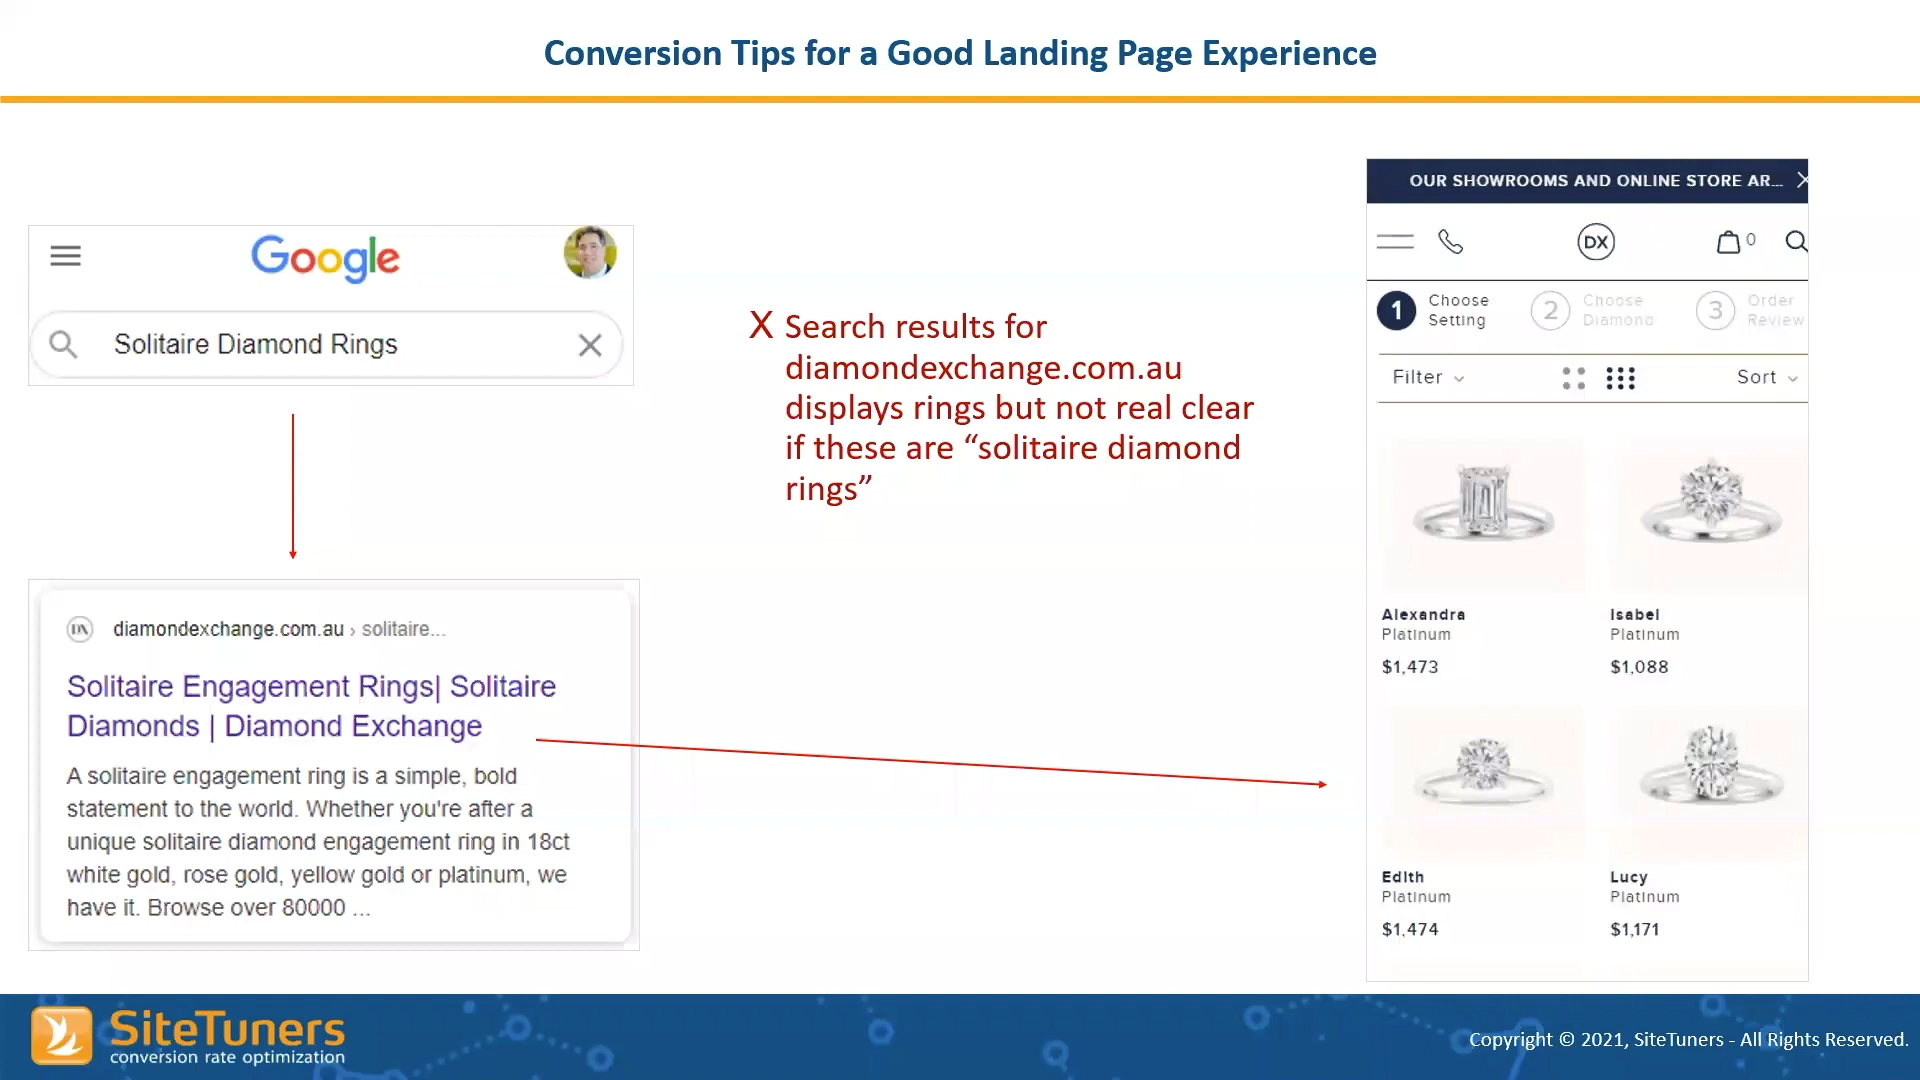 Conversion Tips for a Good Landing Page Experience
Google
Solitaire Diamond Rings
X Search results for
diamondexchange.com.au
displays rings but not real clear
if these are “solitaire diamond
rings”
DX diamondexchange.com.au › solitaire...
Solitaire Engagement Rings| Solitaire
Diamonds | Diamond Exchange
A solitaire engagement ring is a simple, bold
statement to the world. Whether you're after a
unique solitaire diamond engagement ring in 18ct
white gold, rose gold, yellow gold or platinum, we
have it. Browse over 80000 ...
OUR SHOWROOMS AND ONLINE STORE AR...
DX 0
1 Choose Setting 2 Choose Diamond 3 Order Review
Filter Sort
Alexandra Isabel
Platinum Platinum
$1,473 $1,088
Edith Lucy
Platinum Platinum
$1,474 $1,171
SiteTuners
conversion rate optimization
Copyright © 2021, SiteTuners - All Rights Reserved.